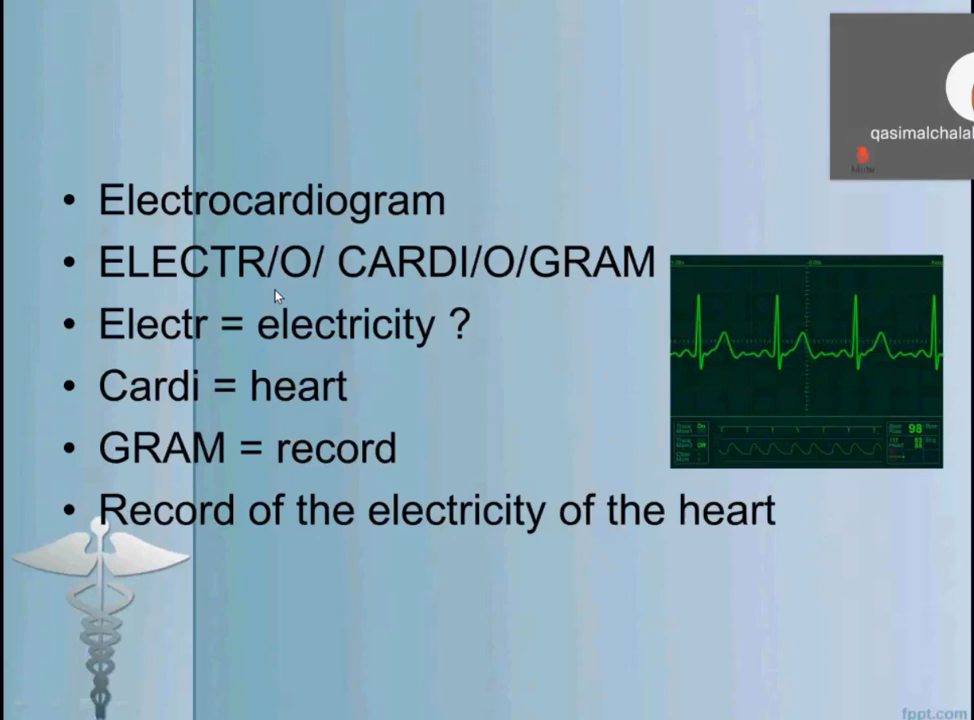 qasimalchalal
Mute
• Electrocardiogram
• ELECTR/O/ CARDI/O/GRAM
• Electr = electricity ?
• Cardi = heart
• GRAM = record
• Record of the electricity of the heart
98
fppt.com